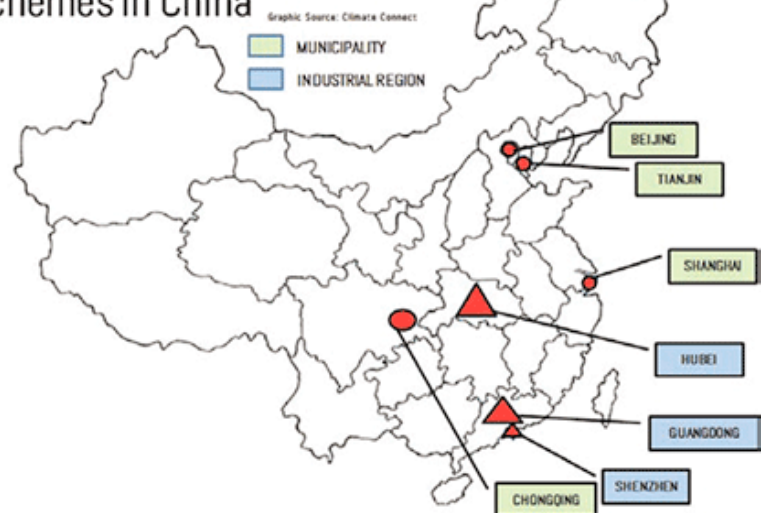 chemes in China
Graphic Source: Climate Connect
MUNICIPALITY
INDUSTRIAL REGION
BEIJING
TIANJIN
SHANGHAI
HUBEI
GUANGDONG
SHENZHEN
CHONGQING